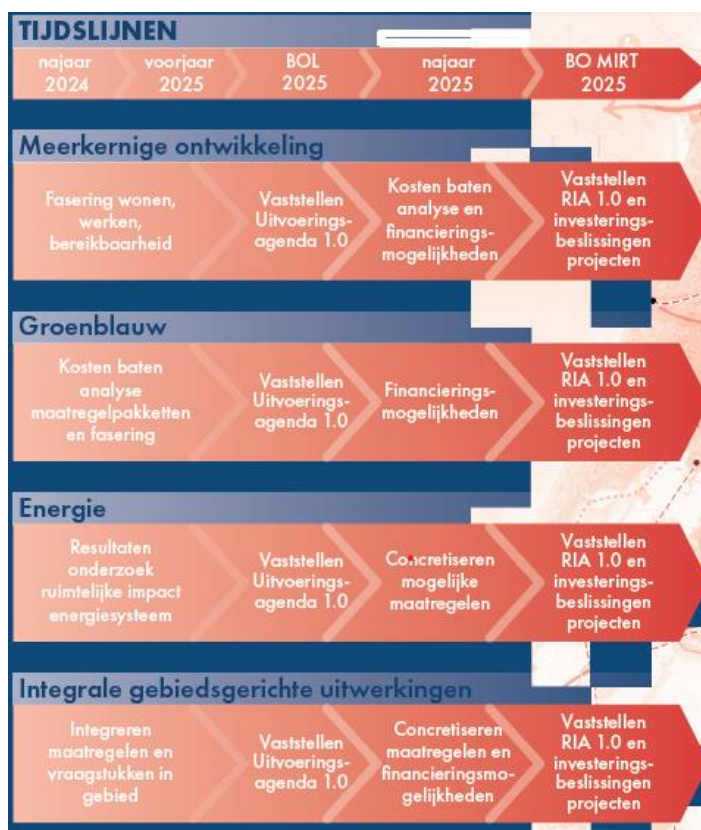 TIJDSLIJNEN
najaar 2024
voorjaar 2025
BOL 2025
najaar 2025
BO MIRT 2025
Meerkernige ontwikkeling
Fasering wonen,
werken,
bereikbaarheid
Vaststellen
Uitvoerings-
agenda 1.0
Kosten baten
analyse en
financierings-
mogelijkheden
Vaststellen
RIA 1.0 en
investerings-
beslissingen
projecten
Groenblauw
Kosten baten
analyse
maatregelpakketten
en fasering
Vaststellen
Uitvoerings-
agenda 1.0
Financierings-
mogelijkheden
Vaststellen
RIA 1.0 en
investerings-
beslissingen
projecten
Energie
Resultaten
onderzoek
ruimtelijke impact
energiesysteem
Vaststellen
Uitvoerings-
agenda 1.0
Concretiseren
mogelijke
maatregelen
Vaststellen
RIA 1.0 en
investerings-
beslissingen
projecten
Integrale gebiedsgerichte uitwerkingen
Integreren
maatregelen en
vraagstukken in
gebied
Vaststellen
Uitvoerings-
agenda 1.0
Concretiseren
maatregelen en
financieringsmo-
gelijkheden
Vaststellen
RIA 1.0 en
investerings-
beslissingen
projecten